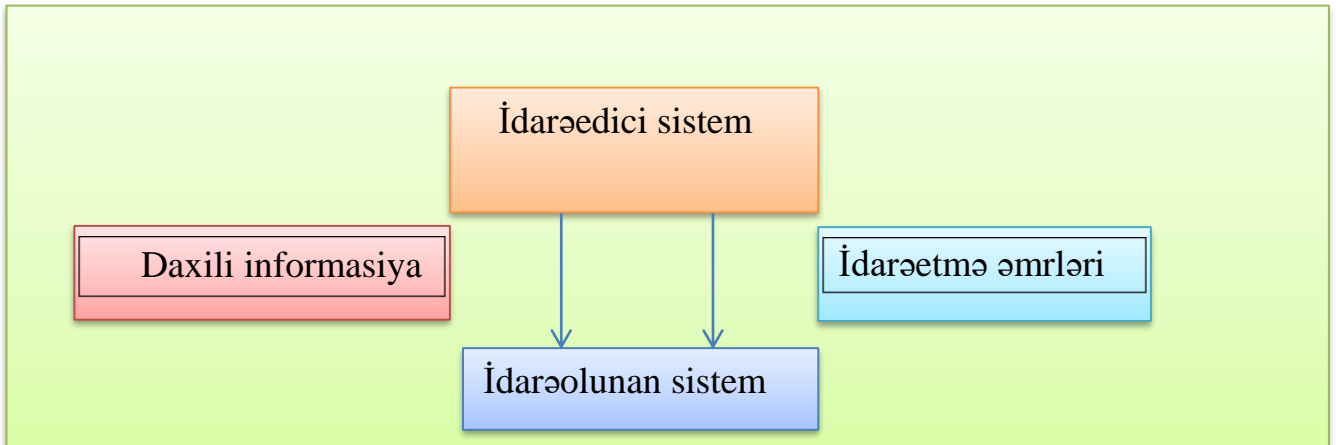 İdarəedici sistem
Daxili informasiya
İdarəetmə əmrləri
İdarəolunan sistem